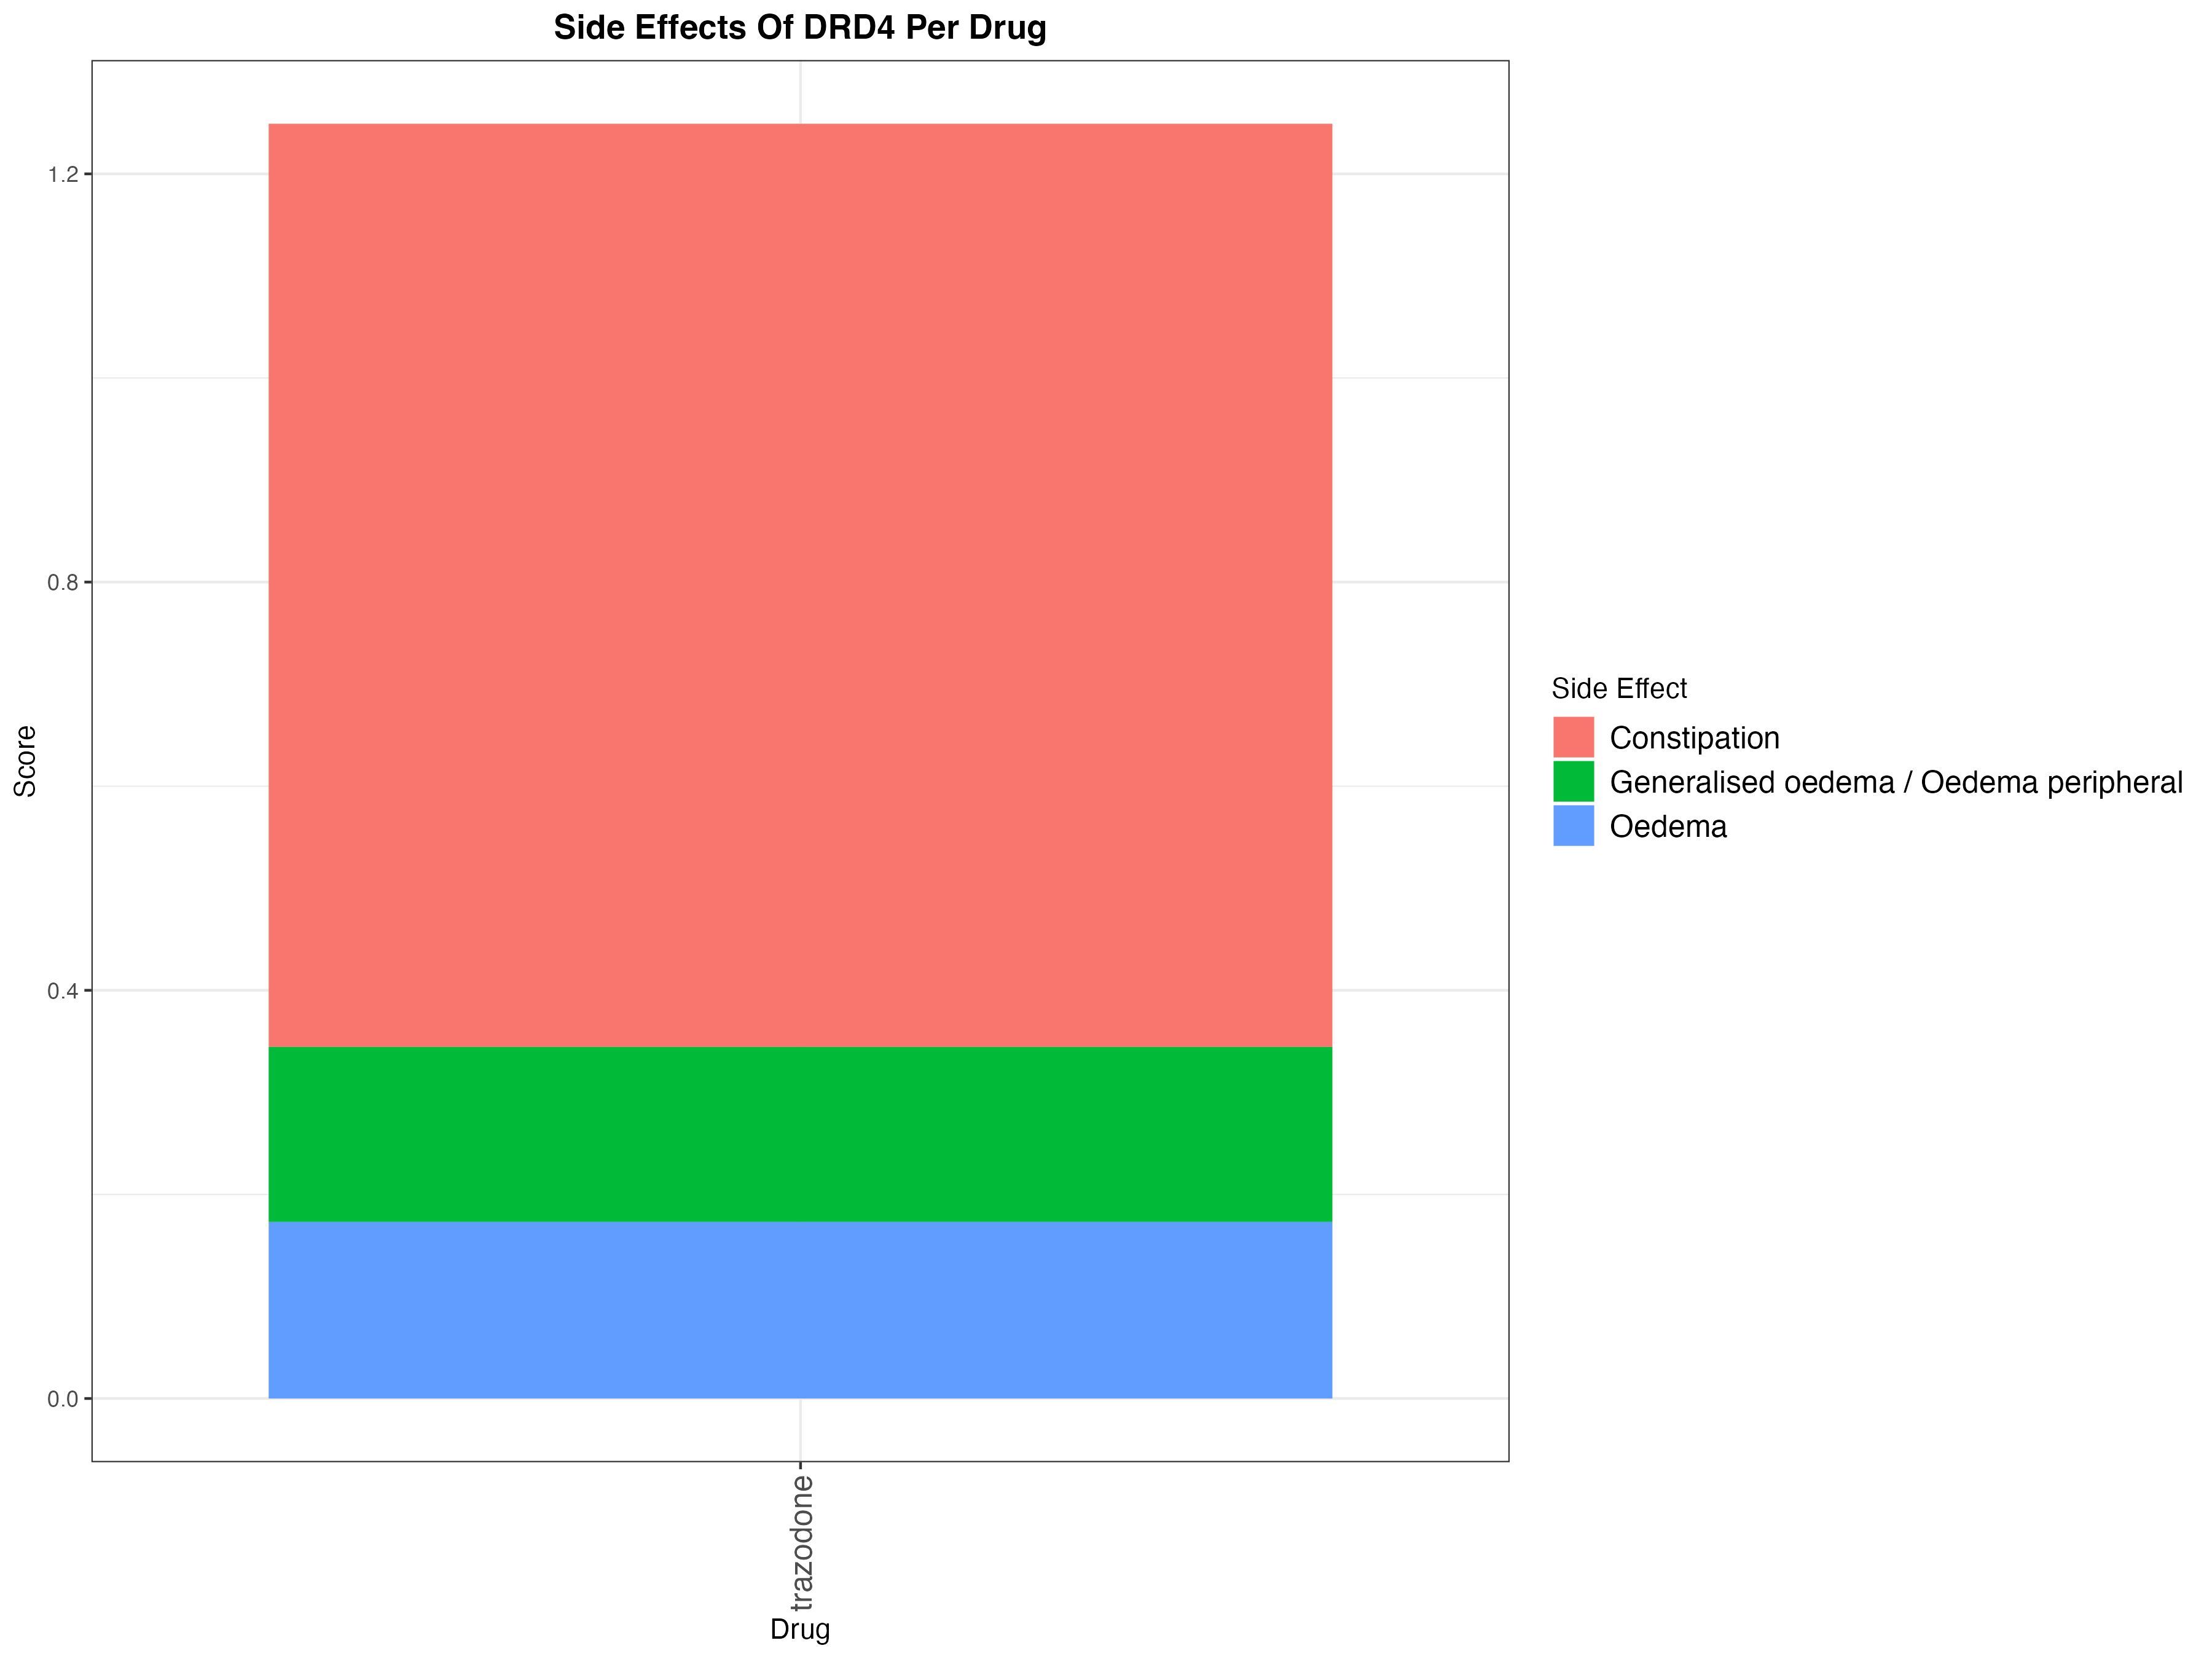 Side Effects Of DRD4 Per Drug
1.2
0.8
0.4
0.0
Score
trazodone
Drug
Side Effect
Constipation
Generalised oedema / Oedema peripheral
Oedema